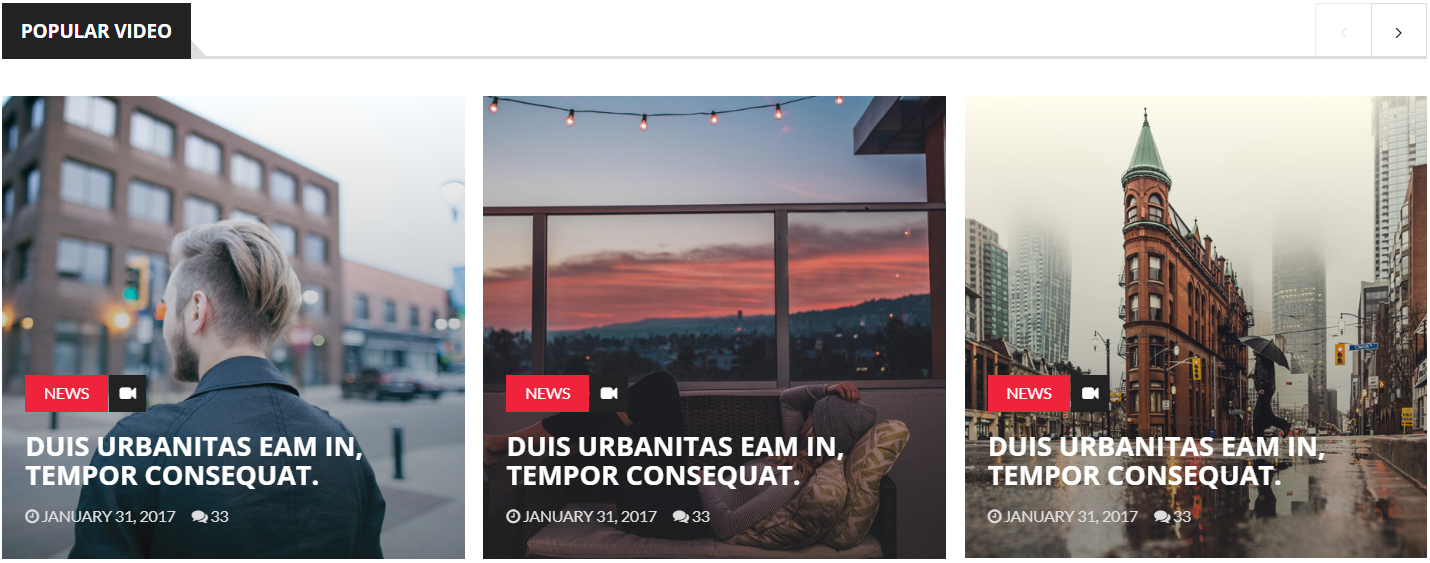 POPULAR VIDEO
NEWS
DUIS URBANITAS EAM IN,
TEMPOR CONSEQUAT.
JANUARY 31, 2017 33
NEWS
DUIS URBANITAS EAM IN,
TEMPOR CONSEQUAT.
JANUARY 31, 2017 33
NEWS
DUIS URBANITAS EAM IN,
TEMPOR CONSEQUAT.
JANUARY 31, 2017 33